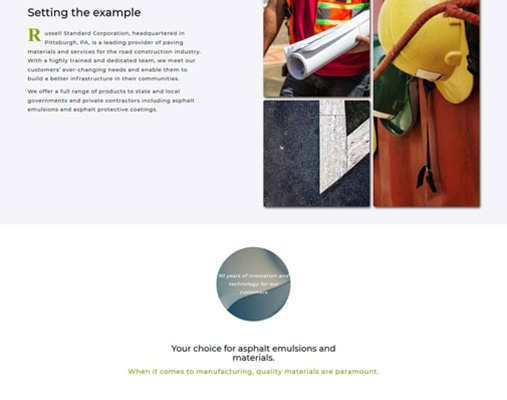 Setting the example
Russell Standard Corporation, headquartered in
Pittsburgh, PA, is a leading provider of paving
materials and services for the road construction industry.
With a highly trained and dedicated team, we meet our
customers' ever-changing needs and enable them to
build a better infrastructure in their communities.
We offer a full range of products to state and local
governments and private contractors including asphalt
emulsions and asphalt protective coatings.
90 years of innovation and
technology for our
customers
Your choice for asphalt emulsions and
materials.
When it comes to manufacturing, quality materials are paramount.